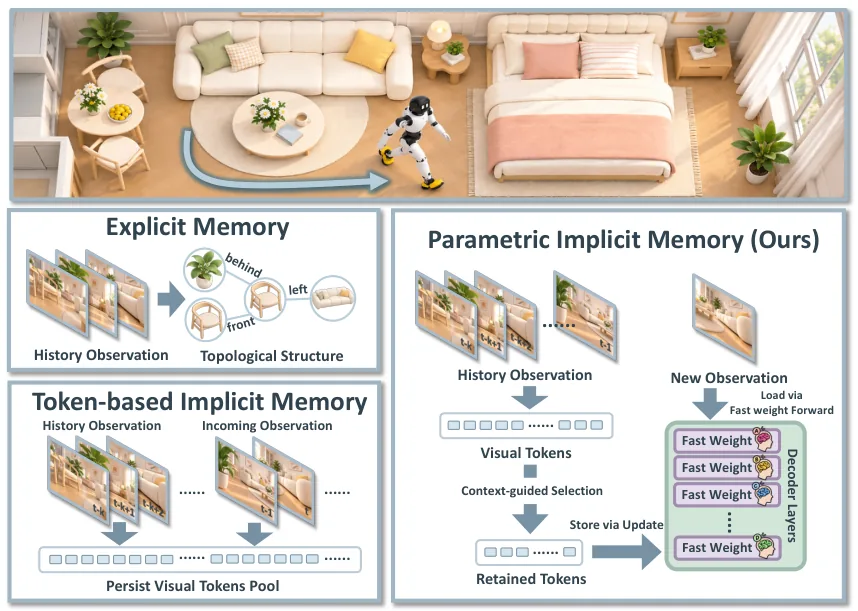 Explicit Memory
behind
left
front
History Observation
Topological Structure
Token-based Implicit Memory
History Observation
Incoming Observation
t-k
t-k+1
t-k+2
......
t-1
t
......
......
......
Persist Visual Tokens Pool
Parametric Implicit Memory (Ours)
t-k
t-k+1
t-k+2
......
t-1
History Observation
New Observation
Load via
Fast weight Forward
......
Visual Tokens
Context-guided Selection
Store via Update
......
Retained Tokens
Fast Weight
Fast Weight
Fast Weight
Fast Weight
Decoder Layers